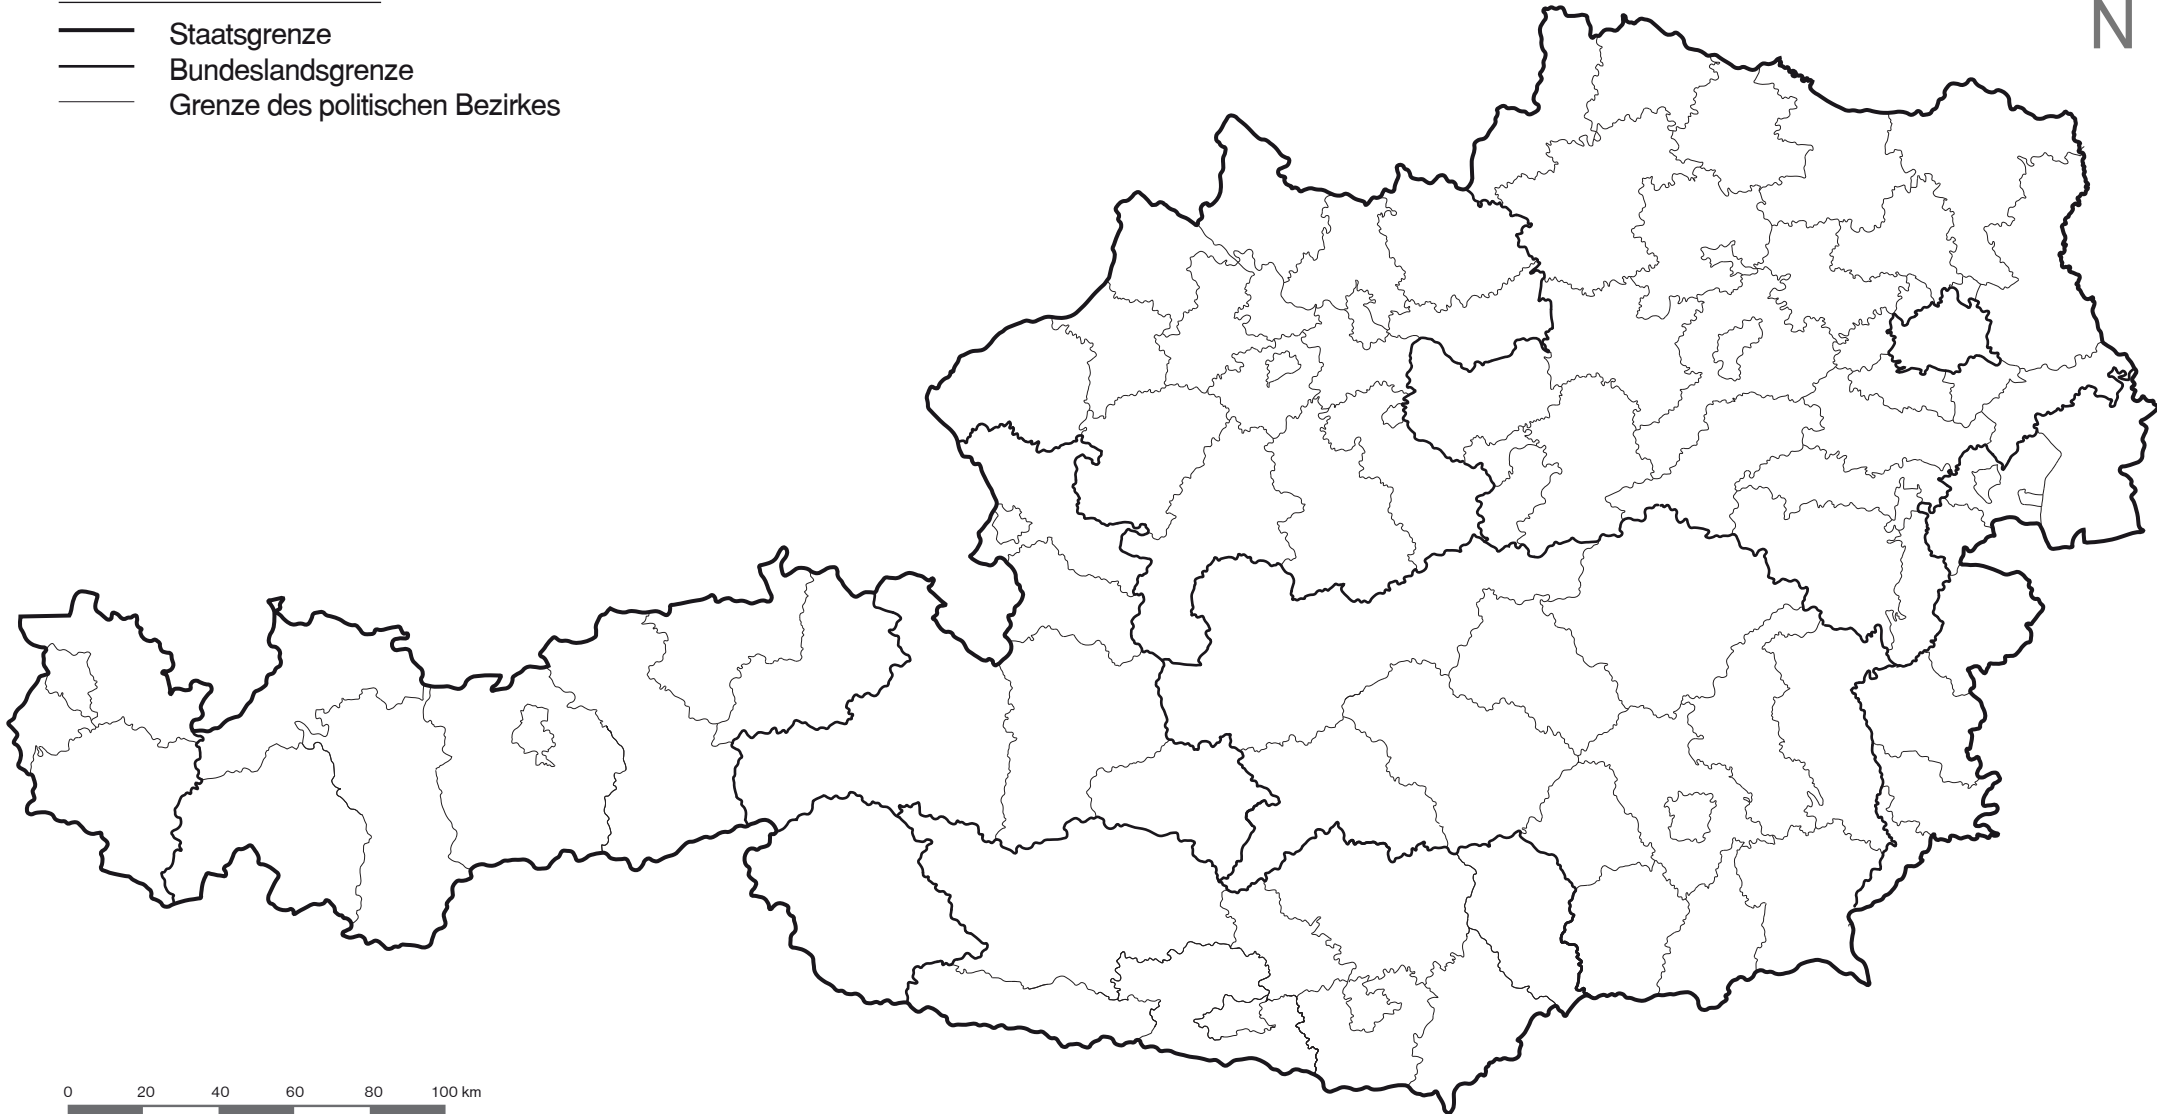 N
Staatsgrenze
Bundeslandsgrenze
Grenze des politischen Bezirkes
0 20 40 60 80 100 km